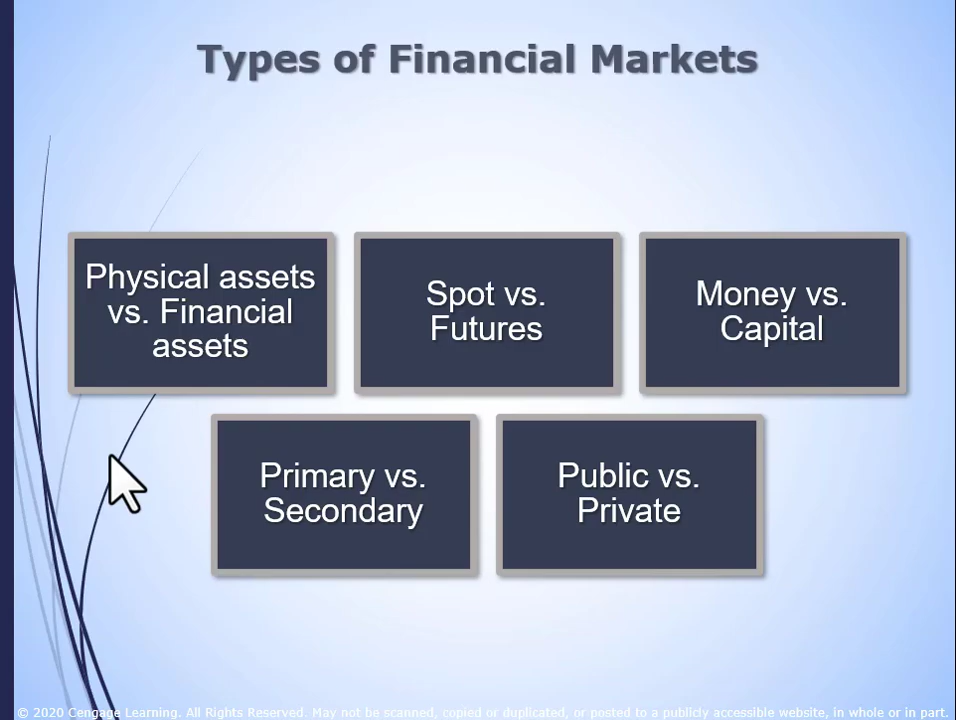 Types of Financial Markets
Physical assets
vs. Financial
assets
Spot vs.
Futures
Money vs.
Capital
Primary vs.
Secondary
Public vs.
Private
© 2020 Cengage Learning. All Rights Reserved. May not be scanned, copied or duplicated, or posted to a publicly accessible website, in whole or in part.